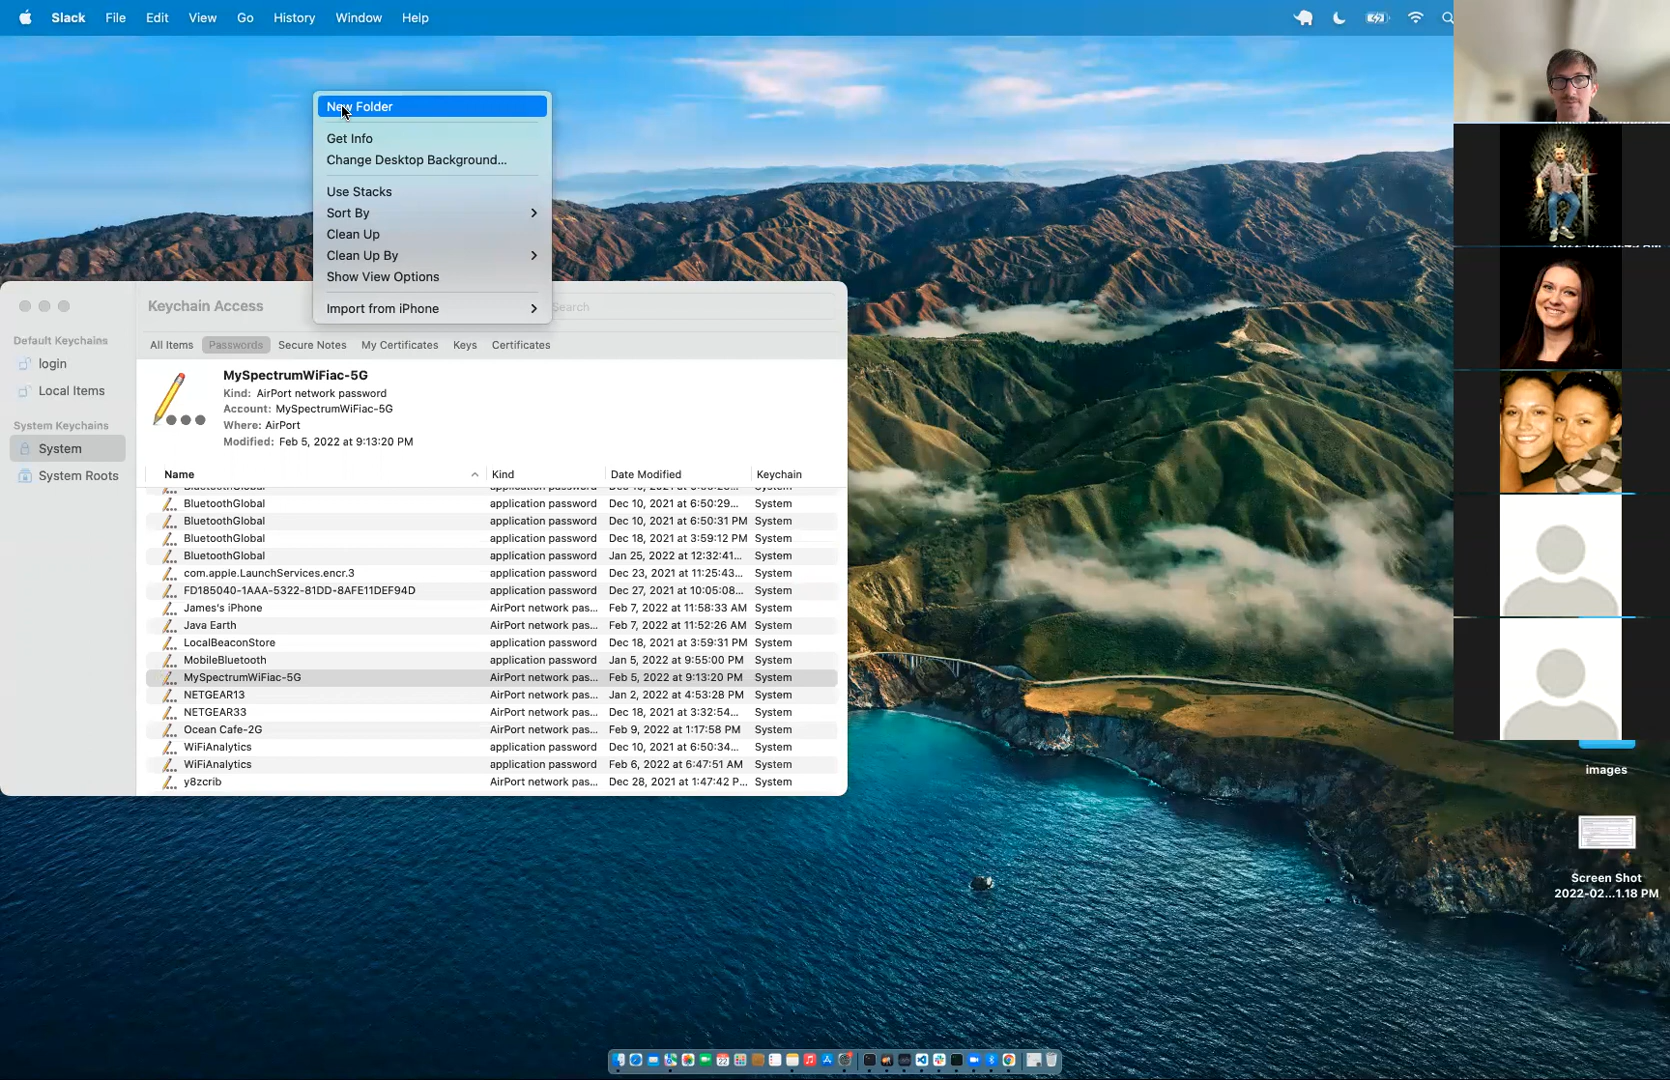 Slack File Edit View Go History Window Help
New Folder
Get Info
Change Desktop Background...
Use Stacks
Sort By
Clean Up
Clean Up By
Show View Options
Import from iPhone
Keychain Access
Search
Default Keychains
login
Local Items
System Keychains
System
System Roots
All Items Passwords Secure Notes My Certificates Keys Certificates
MySpectrumWiFiac-5G
Kind: AirPort network password
Account: MySpectrumWiFiac-5G
Where: AirPort
Modified: Feb 5, 2022 at 9:13:20 PM
Name Kind Date Modified Keychain
BluetoothGlobal application password Dec 10, 2021 at 6:50:29... System
BluetoothGlobal application password Dec 10, 2021 at 6:50:31 PM System
BluetoothGlobal application password Dec 18, 2021 at 3:59:12 PM System
BluetoothGlobal application password Jan 25, 2022 at 12:32:41... System
com.apple.LaunchServices.encr.3 application password Dec 23, 2021 at 11:25:43... System
FD185040-1AAA-5322-81DD-8AFE11DEF94D application password Dec 27, 2021 at 10:05:08... System
James's iPhone AirPort network pas... Feb 7, 2022 at 11:58:33 AM System
Java Earth AirPort network pas... Feb 7, 2022 at 11:52:26 AM System
LocalBeaconStore application password Dec 18, 2021 at 3:59:31 PM System
MobileBluetooth application password Jan 5, 2022 at 9:55:00 PM System
MySpectrumWiFiac-5G AirPort network pas... Feb 5, 2022 at 9:13:20 PM System
NETGEAR13 AirPort network pas... Jan 2, 2022 at 4:53:28 PM System
NETGEAR33 AirPort network pas... Dec 18, 2021 at 3:32:54... System
Ocean Cafe-2G AirPort network pas... Feb 9, 2022 at 1:17:58 PM System
WiFiAnalytics application password Dec 10, 2021 at 6:50:34... System
WiFiAnalytics application password Feb 6, 2022 at 6:47:51 AM System
y8zcrib AirPort network pas... Dec 28, 2021 at 1:47:42 P... System
images
Screen Shot
2022-02...1.18 PM